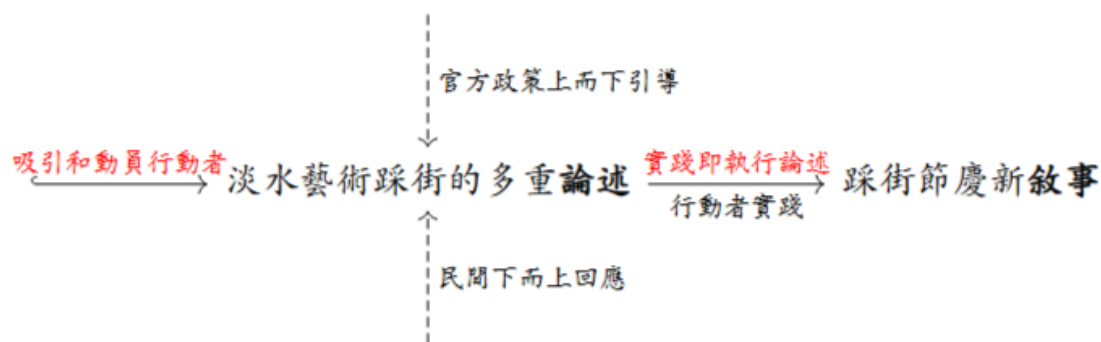 官方政策上而下引導
吸引和動員行動者
淡水藝術踩街的多重論述
實踐即執行論述
行動者實踐
踩街節慶新敘事
民間下而上回應